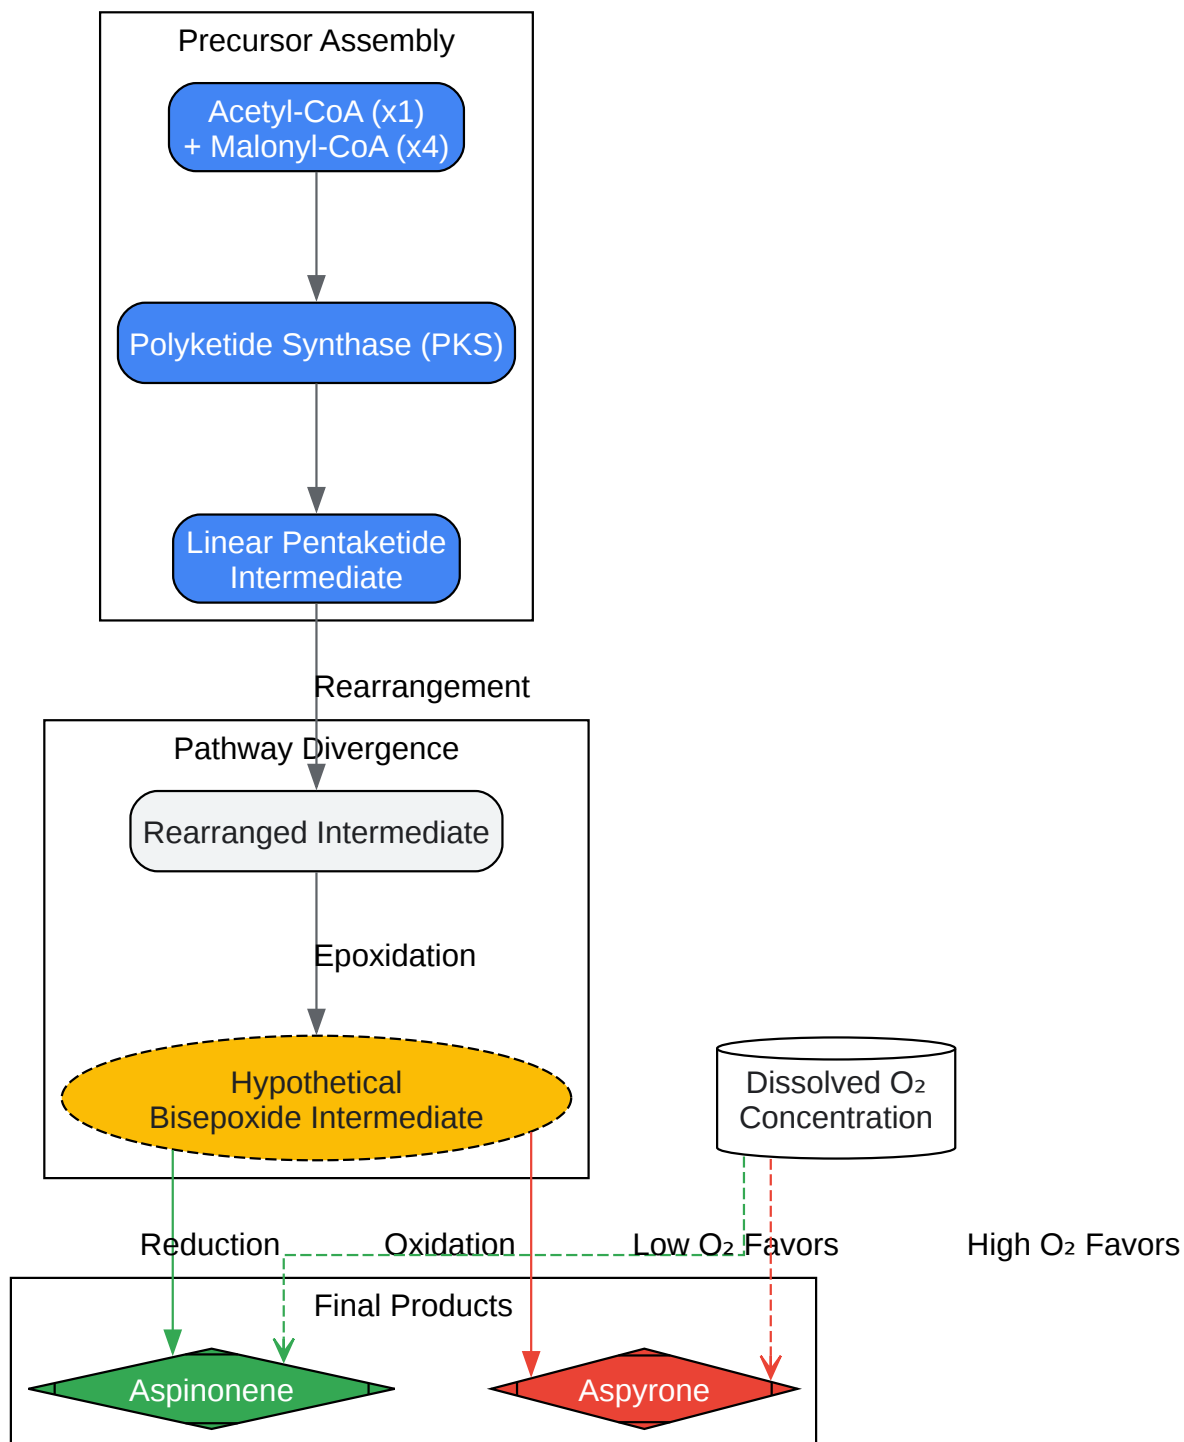 Precursor Assembly
Acetyl-CoA (x1)
+ Malonyl-CoA (x4)
Polyketide Synthase (PKS)
Linear Pentaketide
Intermediate
Rearrangement
Pathway Divergence
Rearranged Intermediate
Epoxidation
Hypothetical
Bisepoxide Intermediate
Dissolved O₂
Concentration
Reduction
Oxidation
Low O₂ Favors
High O₂ Favors
Final Products
Aspinonene
Aspyrone